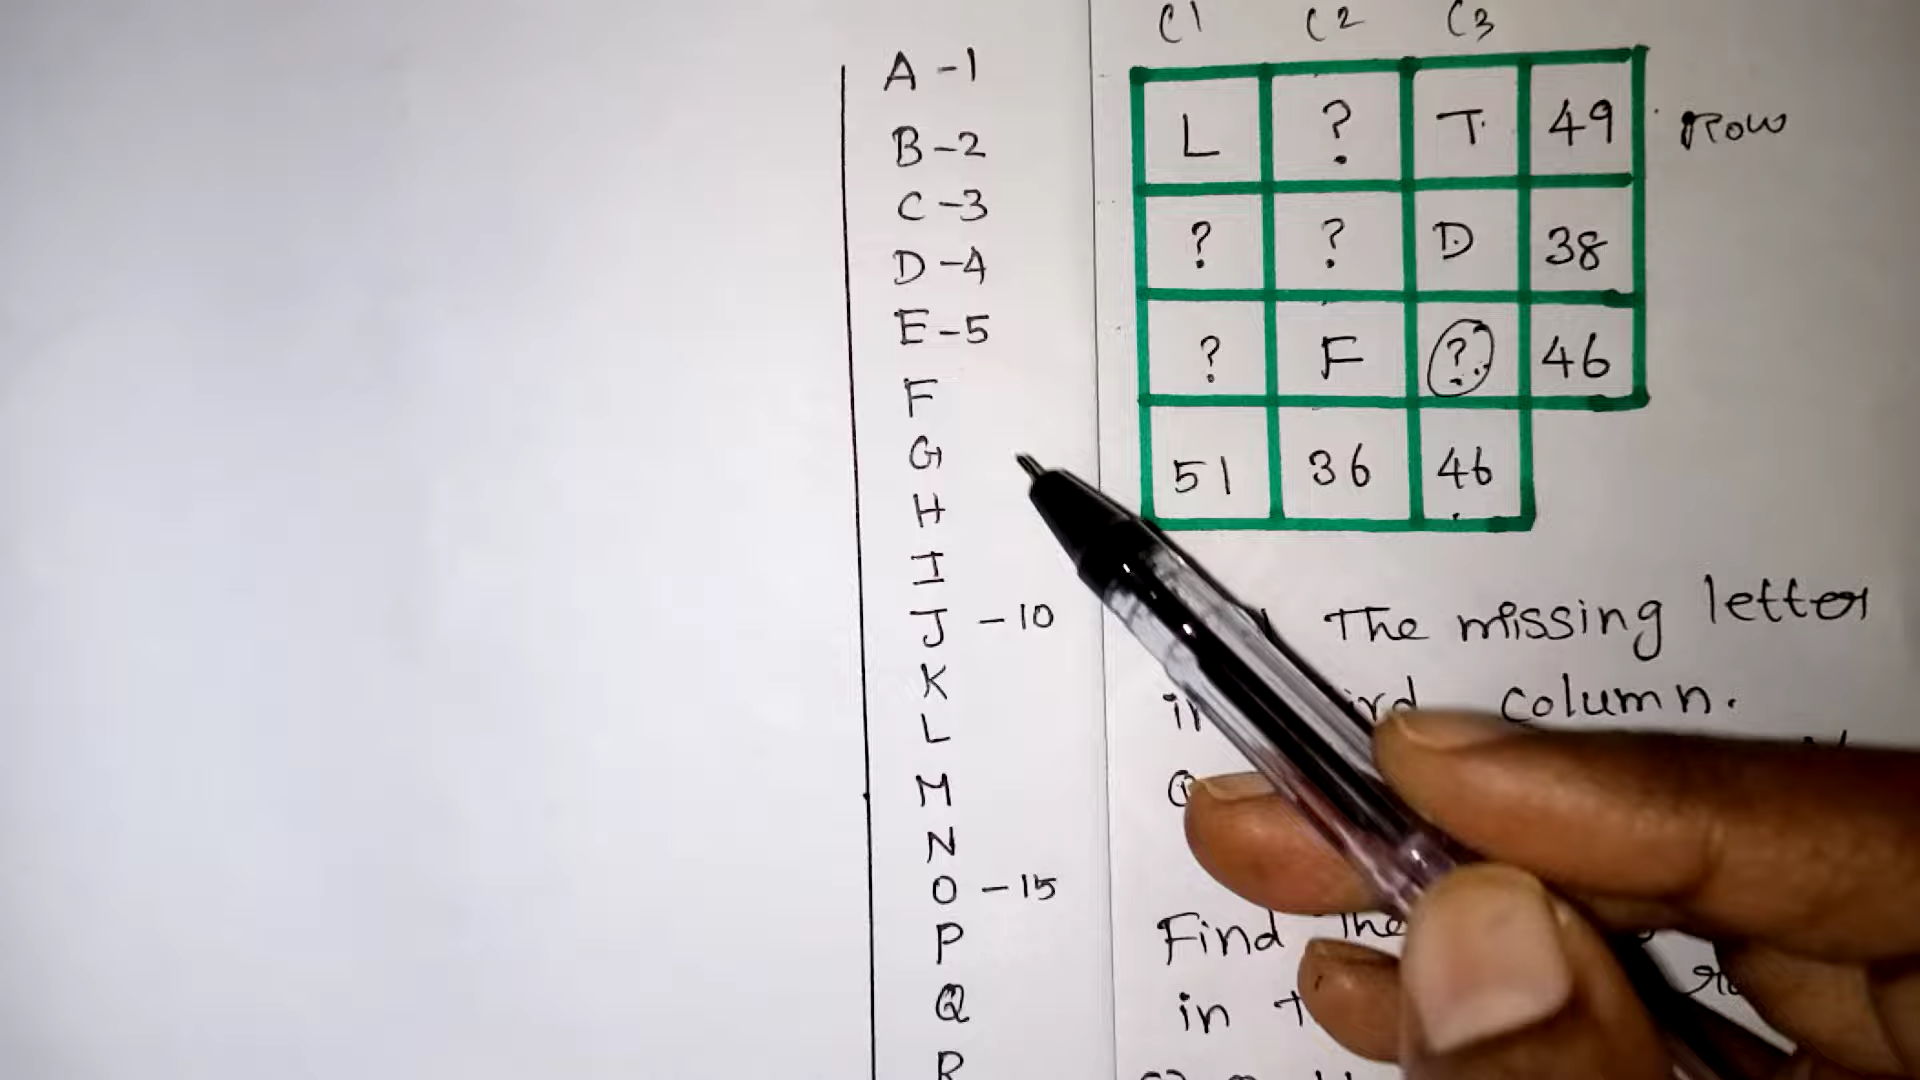 A -1
B -2
C -3
D -4
E -5
F
G
H
I
J - 10
K
L
M
N
O - 15
P
Q
R
C1 C2 C3
L ? T 49 Row
? ? D 38
? F ? 46
51 36 46
The missing letter
column.
Find The
in